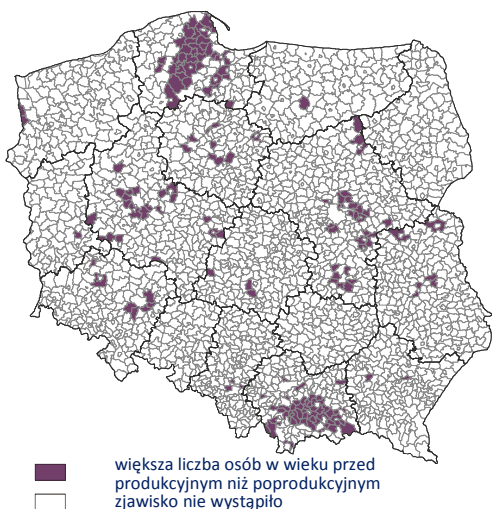 większa liczba osób w wieku przed
produkcyjnym niż poprodukcyjnym
zjawisko nie wystąpiło